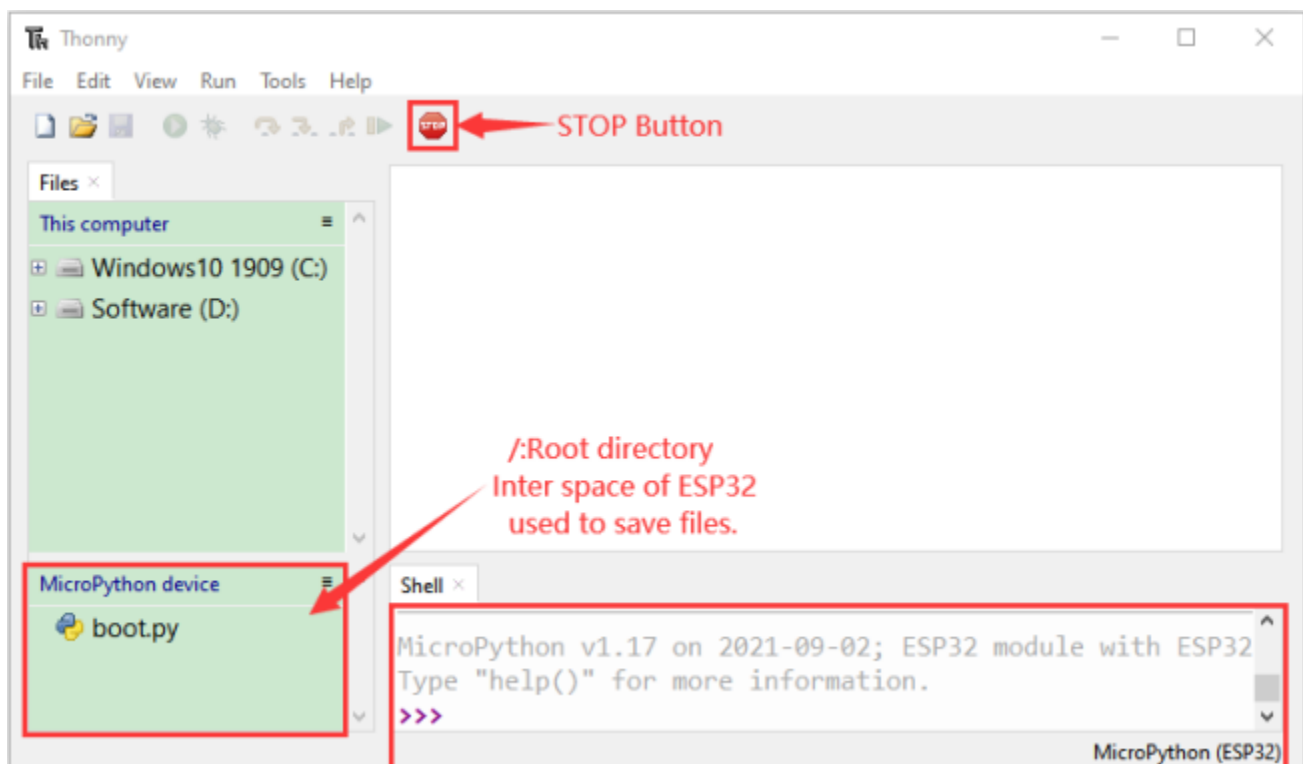 Thonny
File Edit View Run Tools Help
STOP
STOP Button
Files
This computer
Windows10 1909 (C:)
Software (D:)
/:Root directory
Inter space of ESP32
used to save files.
MicroPython device
boot.py
Shell
MicroPython v1.17 on 2021-09-02; ESP32 module with ESP32
Type "help()" for more information.
>>>
MicroPython (ESP32)